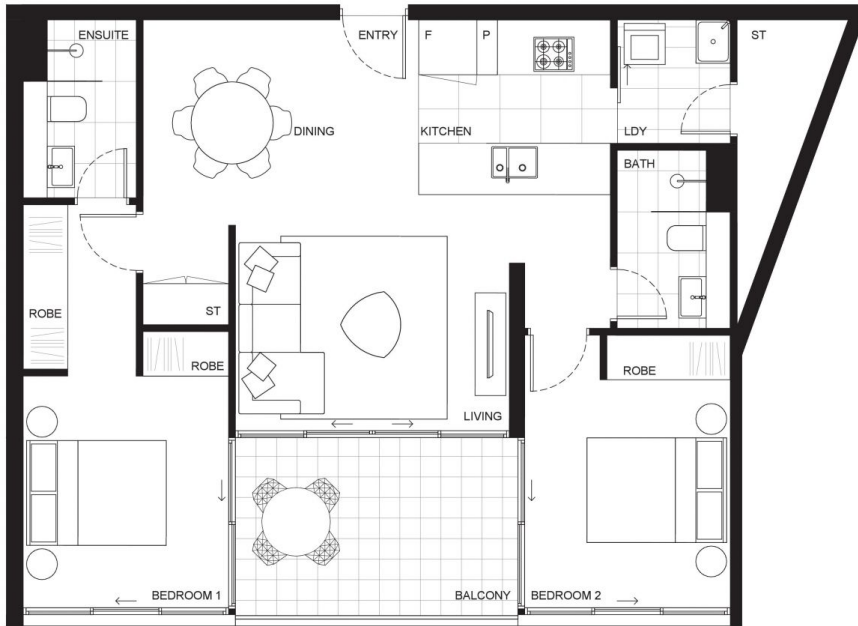 ENSUITE
ENTRY
F
P
ST
DINING
KITCHEN
LDY
BATH
ROBE
ST
ROBE
ROBE
LIVING
BEDROOM 1
BALCONY
BEDROOM 2